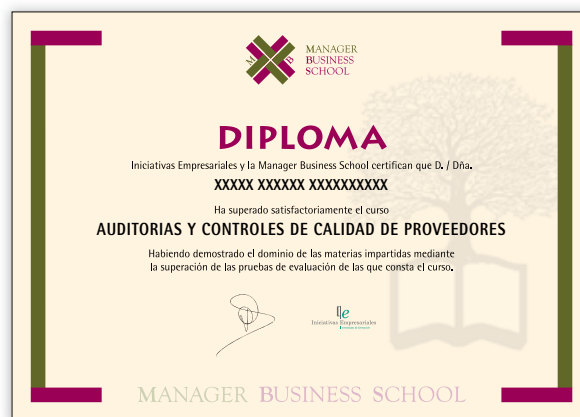 M B
MANAGER
BUSINESS
SCHOOL
DIPLOMA
Iniciativas Empresariales y la Manager Business School certifican que D. / Dña.
XXXXX XXXXXX XXXXXXXXXX
Ha superado satisfactoriamente el curso
AUDITORIAS Y CONTROLES DE CALIDAD DE PROVEEDORES
Habiendo demostrado el dominio de las materias impartidas mediante
la superación de las pruebas de evaluación de las que consta el curso.
Iniciativas Empresariales
MANAGER BUSINESS SCHOOL